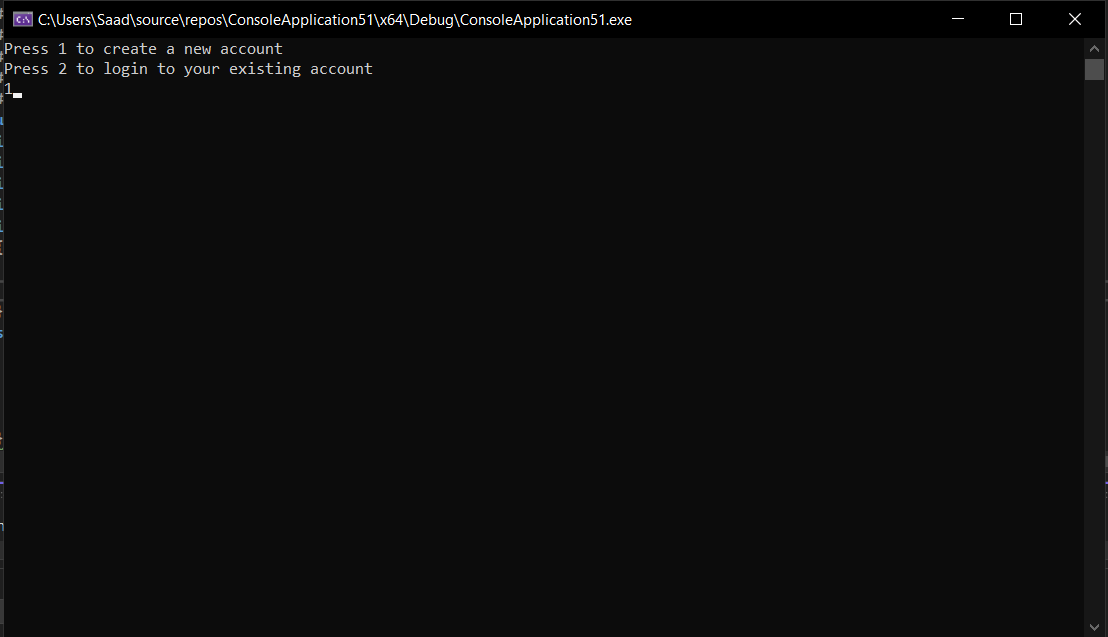 C:\Users\Saad\source\repos\ConsoleApplication51\x64\Debug\ConsoleApplication51.exe
Press 1 to create a new account
Press 2 to login to your existing account
1